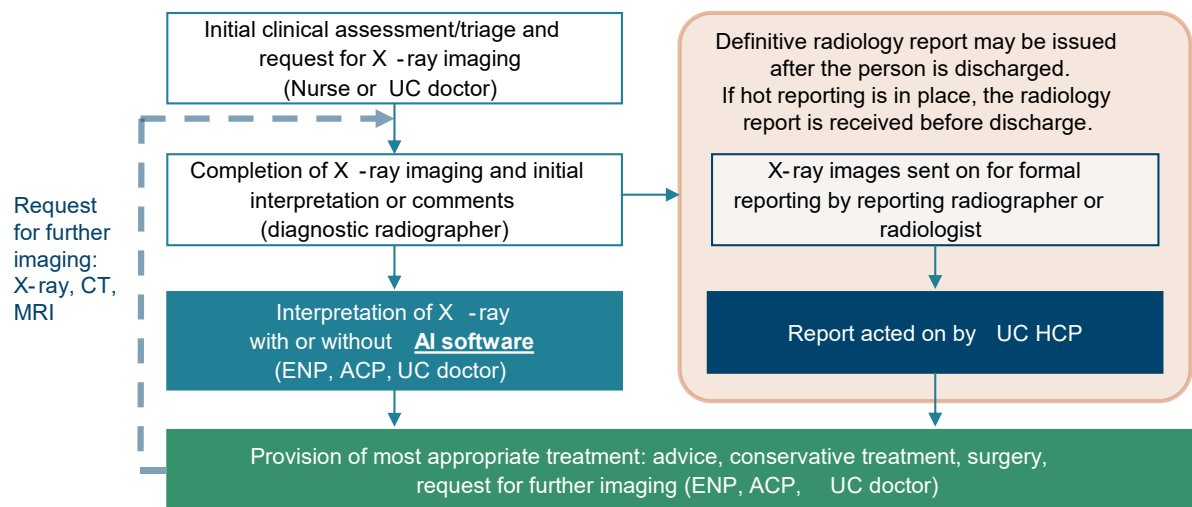 Initial clinical assessment/triage and
request for X-ray imaging
(Nurse or UC doctor)
Definitive radiology report may be issued
after the person is discharged.
If hot reporting is in place, the radiology
report is received before discharge.
Completion of X-ray imaging and initial
interpretation or comments
(diagnostic radiographer)
X-ray images sent on for formal
reporting by reporting radiographer or
radiologist
Request
for further
imaging:
X-ray, CT,
MRI
Interpretation of X-ray
with or without AI software
(ENP, ACP, UC doctor)
Report acted on by UC HCP
Provision of most appropriate treatment: advice, conservative treatment, surgery,
request for further imaging (ENP, ACP, UC doctor)